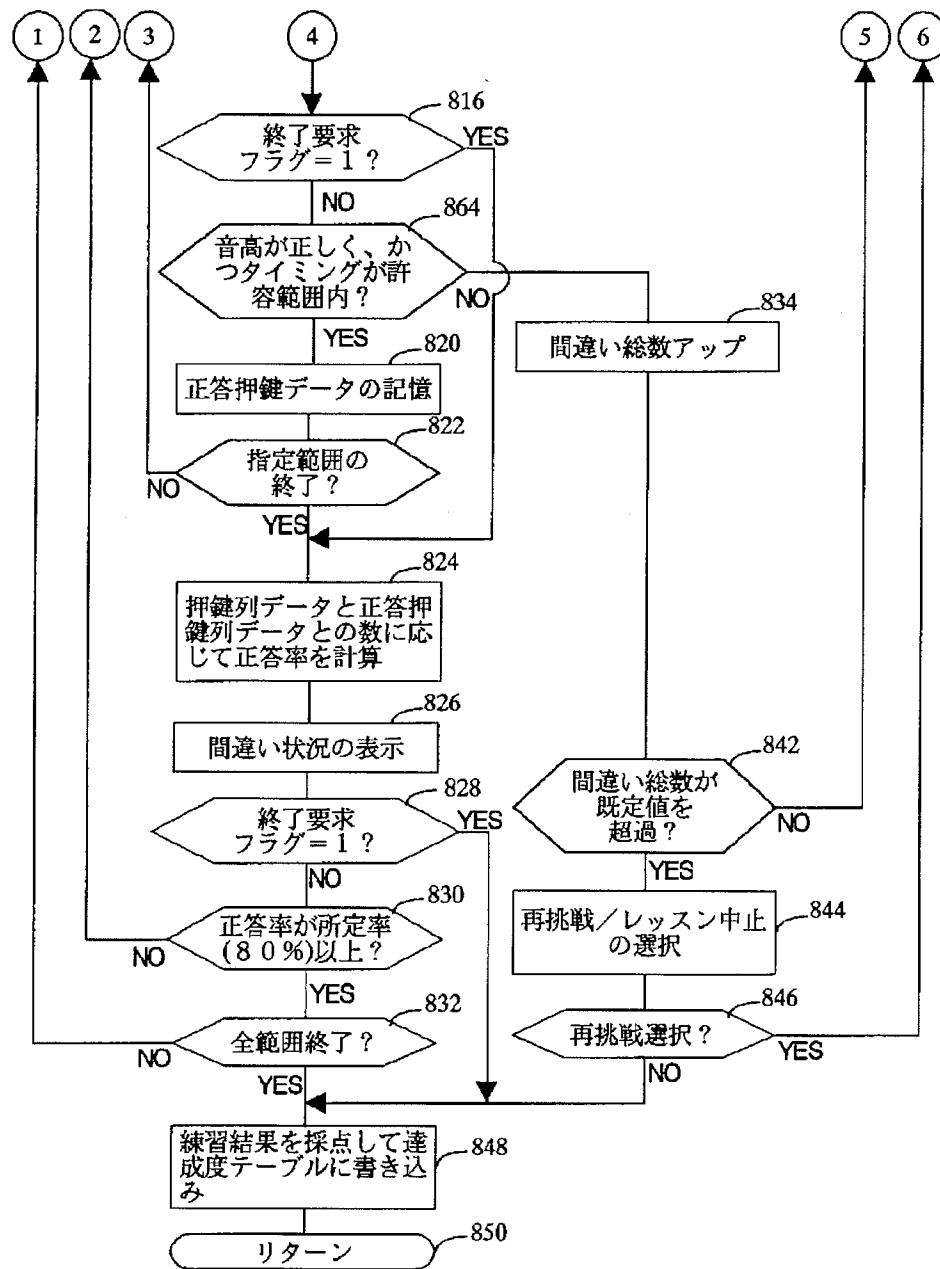 1
2
3
4
5
6
816
終了要求
フラグ＝１？
YES
NO
864
音高が正しく、か
つタイミングが許
容範囲内？
NO
YES
834
間違い総数アップ
820
正答押鍵データの記憶
822
指定範囲の
終了？
NO
YES
824
押鍵列データと正答押
鍵列データとの数に応
じて正答率を計算
826
間違い状況の表示
842
間違い総数が
既定値を
超過？
NO
YES
828
終了要求
フラグ＝１？
YES
NO
830
正答率が所定率
(８０％)以上？
NO
YES
844
再挑戦／レッスン中止
の選択
846
再挑戦選択？
YES
NO
832
全範囲終了？
NO
YES
848
練習結果を採点して達
成度テーブルに書き込
み
850
リターン